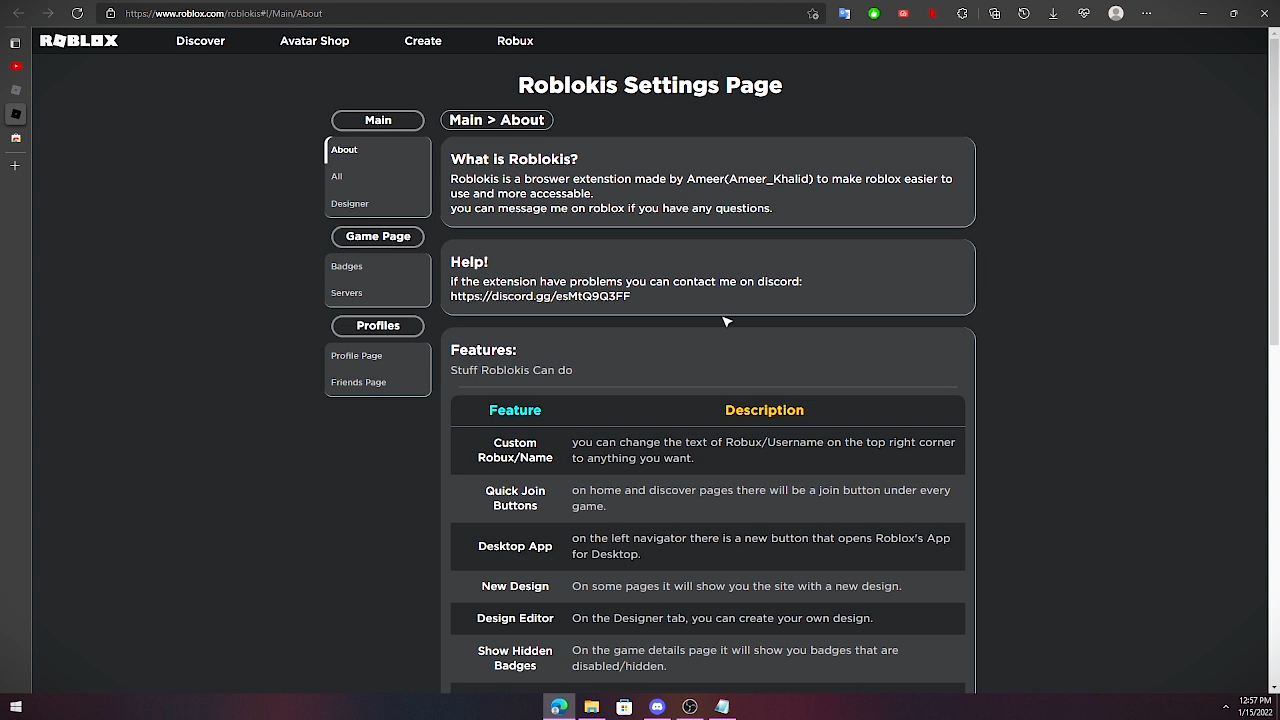 https://www.roblox.com/roblokis#!/Main/About
ROBLOX
Discover
Avatar Shop
Create
Robux
Roblokis Settings Page
Main
About
All
Designer
Game Page
Badges
Servers
Profiles
Profile Page
Friends Page
Main > About
What is Roblokis?
Roblokis is a broswer extenstion made by Ameer(Ameer_Khalid) to make roblox easier to
use and more accessable.
you can message me on roblox if you have any questions.
Help!
if the extension have problems you can contact me on discord:
https://discord.gg/esMtQ9Q3FF
Features:
Stuff Roblokis Can do
Feature
Description
Custom
Robux/Name
you can change the text of Robux/Username on the top right corner
to anything you want.
Quick Join
Buttons
on home and discover pages there will be a join button under every
game.
Desktop App
on the left navigator there is a new button that opens Roblox's App
for Desktop.
New Design
On some pages it will show you the site with a new design.
Design Editor
On the Designer tab, you can create your own design.
Show Hidden
Badges
On the game details page it will show you badges that are
disabled/hidden.
12:57 PM
1/15/2022